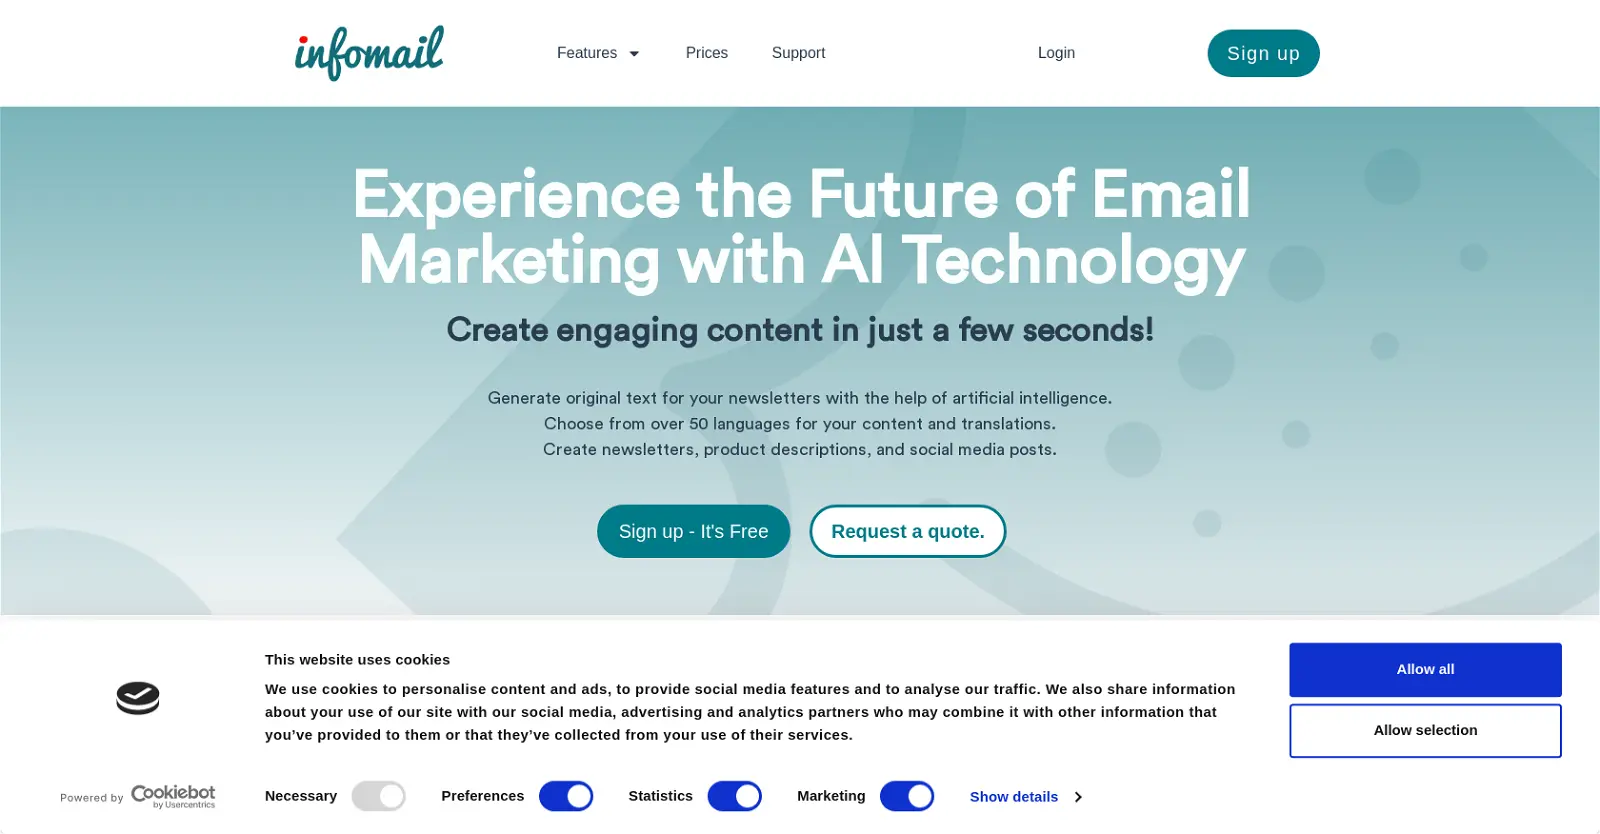 infomail
Features
Prices
Support
Login
Sign up
Experience the Future of Email
Marketing with AI Technology
Create engaging content in just a few seconds!
Generate original text for your newsletters with the help of artificial intelligence.
Choose from over 50 languages for your content and translations.
Create newsletters, product descriptions, and social media posts.
Sign up - It's Free
Request a quote.
This website uses cookies
We use cookies to personalise content and ads, to provide social media features and to analyse our traffic. We also share information
about your use of our site with our social media, advertising and analytics partners who may combine it with other information that
you’ve provided to them or that they’ve collected from your use of their services.
Allow all
Allow selection
Powered by Cookiebot
by Usercentrics
Necessary
Preferences
Statistics
Marketing
Show details